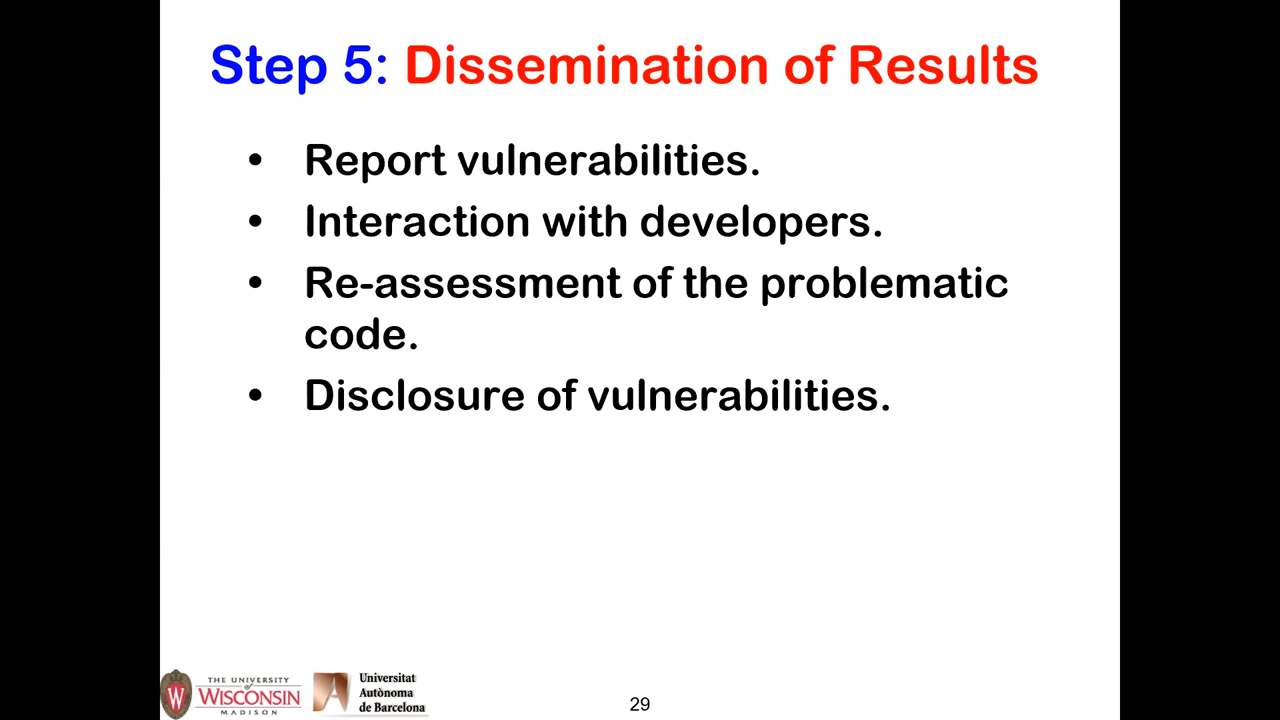 Step 5: Dissemination of Results
• Report vulnerabilities.
• Interaction with developers.
• Re-assessment of the problematic
code.
• Disclosure of vulnerabilities.
THE UNIVERSITY
of
WISCONSIN
MADISON
W
Universitat
Autònoma
de Barcelona
29